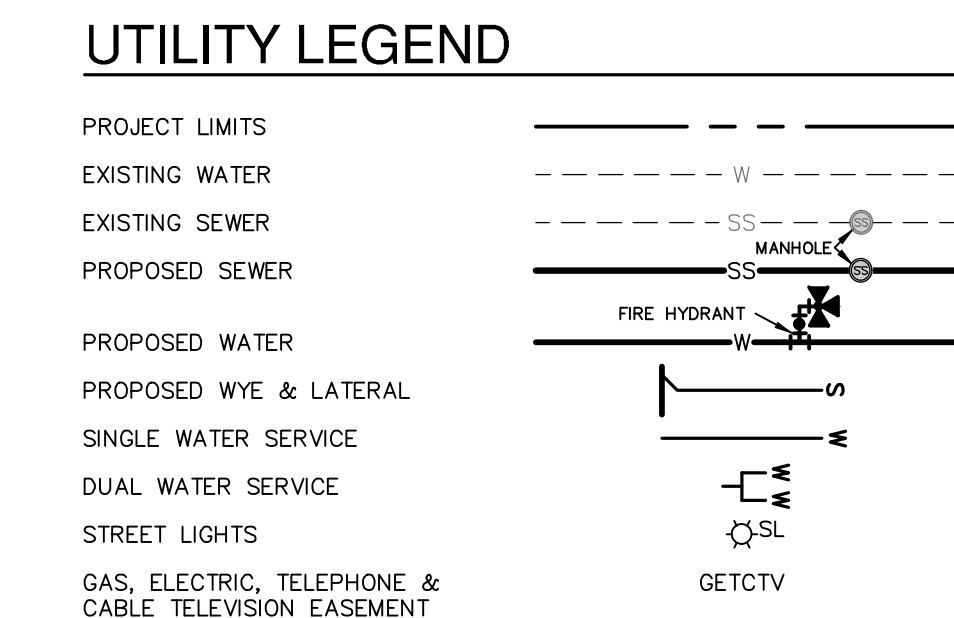 UTILITY LEGEND
PROJECT LIMITS
EXISTING WATER W
EXISTING SEWER SS SS
MANHOLE
PROPOSED SEWER SS SS
FIRE HYDRANT
PROPOSED WATER W
PROPOSED WYE & LATERAL S
SINGLE WATER SERVICE W
DUAL WATER SERVICE W
W
STREET LIGHTS SL
GAS, ELECTRIC, TELEPHONE & GETCTV
CABLE TELEVISION EASEMENT